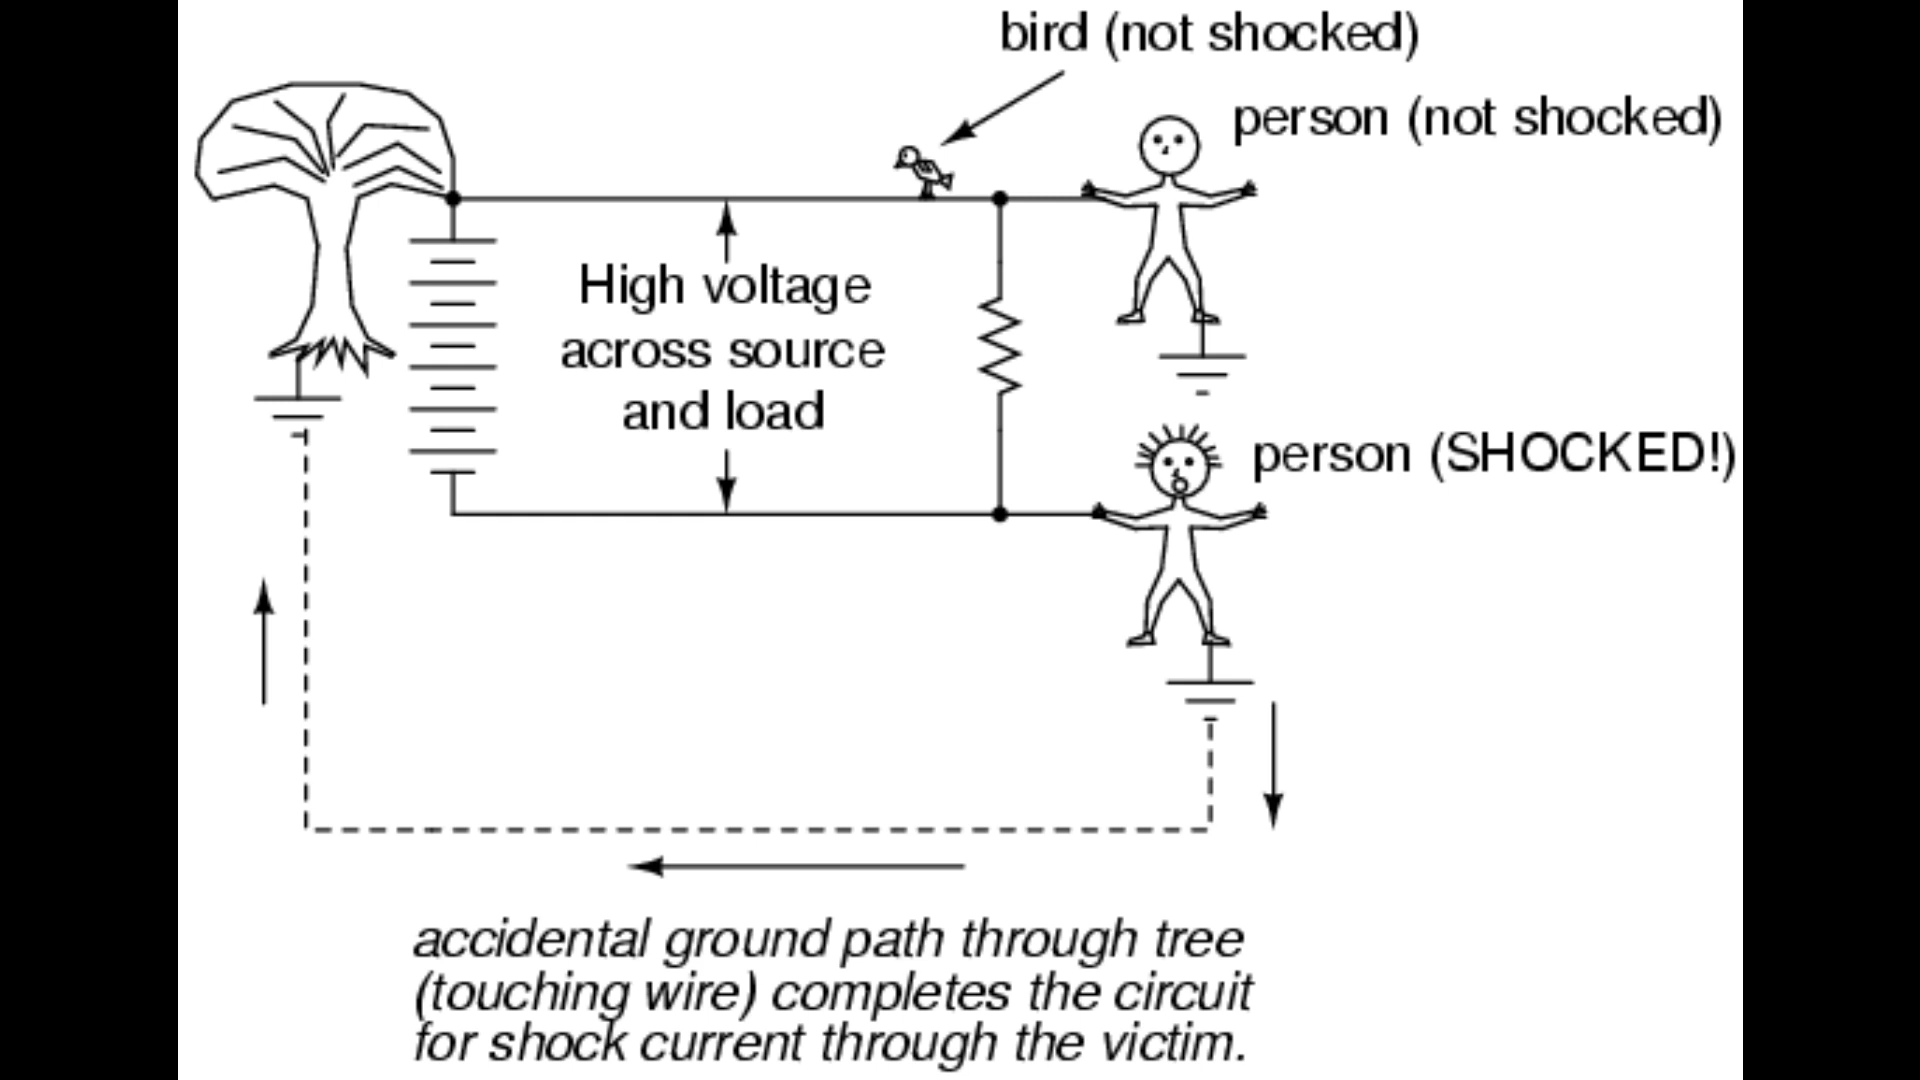 bird (not shocked)
person (not shocked)
High voltage
across source
and load
person (SHOCKED!)
accidental ground path through tree
(touching wire) completes the circuit
for shock current through the victim.